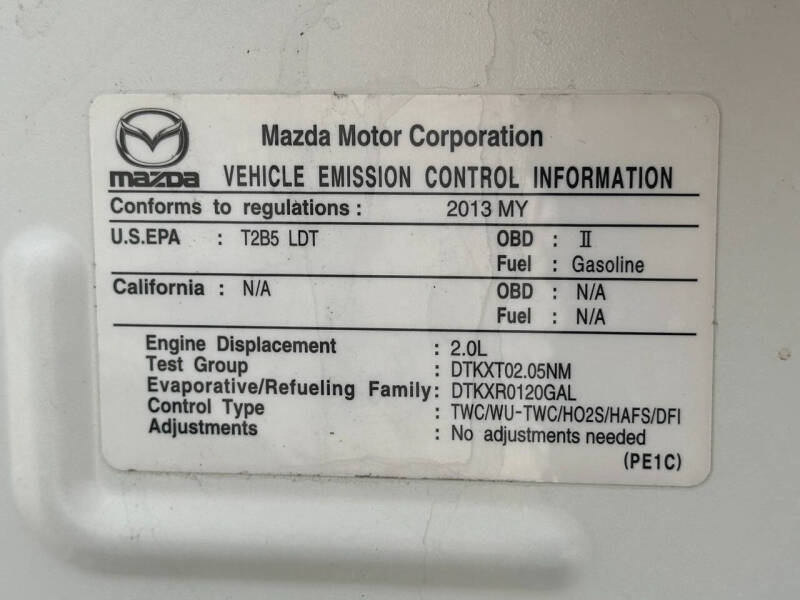 Mazda Motor Corporation
mazda VEHICLE EMISSION CONTROL INFORMATION
Conforms to regulations : 2013 MY
U.S.EPA : T2B5 LDT OBD : II
Fuel : Gasoline
California : N/A OBD : N/A
Fuel : N/A
Engine Displacement : 2.0L
Test Group : DTKXT02.05NM
Evaporative/Refueling Family: DTKXR0120GAL
Control Type : TWC/WU-TWC/HO2S/HAFS/DFI
Adjustments : No adjustments needed
(PE1C)